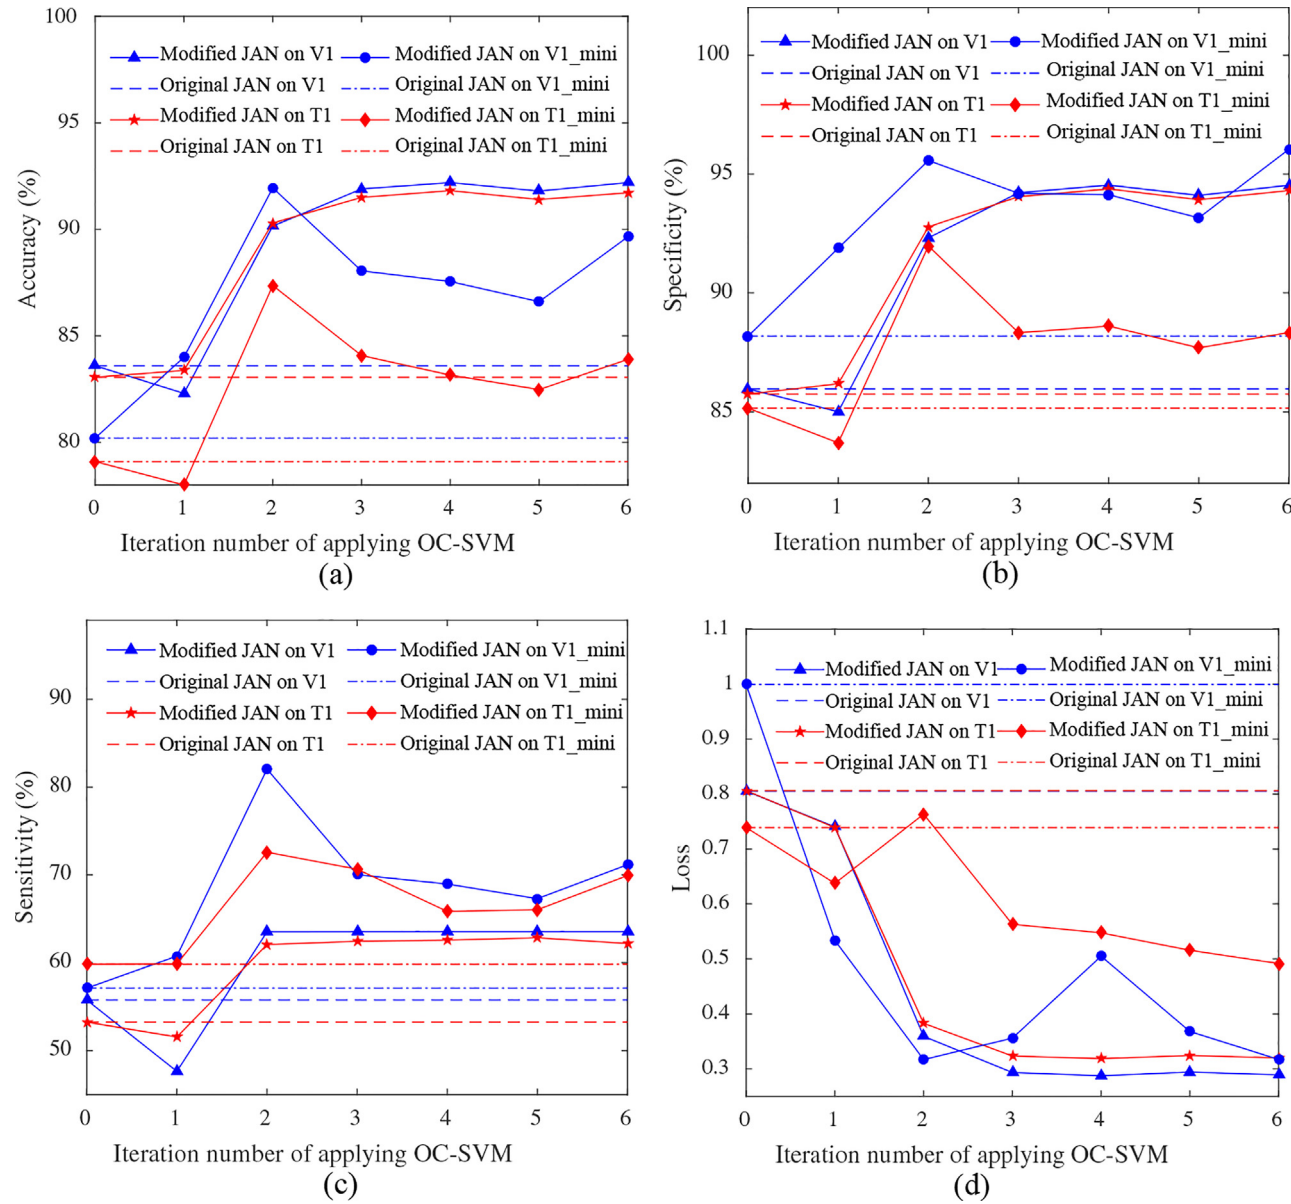 100
95
90
85
80
Accuracy (%)
Modified JAN on V1
Modified JAN on V1_mini
Original JAN on V1
Original JAN on V1_mini
Modified JAN on T1
Modified JAN on T1_mini
Original JAN on T1
Original JAN on T1_mini
0 1 2 3 4 5 6
Iteration number of applying OC-SVM
(a)
100
95
90
85
Specificity (%)
Modified JAN on V1
Modified JAN on V1_mini
Original JAN on V1
Original JAN on V1_mini
Modified JAN on T1
Modified JAN on T1_mini
Original JAN on T1
Original JAN on T1_mini
0 1 2 3 4 5 6
Iteration number of applying OC-SVM
(b)
90
80
70
60
50
Sensitivity (%)
Modified JAN on V1
Modified JAN on V1_mini
Original JAN on V1
Original JAN on V1_mini
Modified JAN on T1
Modified JAN on T1_mini
Original JAN on T1
Original JAN on T1_mini
0 1 2 3 4 5 6
Iteration number of applying OC-SVM
(c)
1.1
1
0.9
0.8
0.7
0.6
0.5
0.4
0.3
Loss
Modified JAN on V1
Modified JAN on V1_mini
Original JAN on V1
Original JAN on V1_mini
Modified JAN on T1
Modified JAN on T1_mini
Original JAN on T1
Original JAN on T1_mini
0 1 2 3 4 5 6
Iteration number of applying OC-SVM
(d)